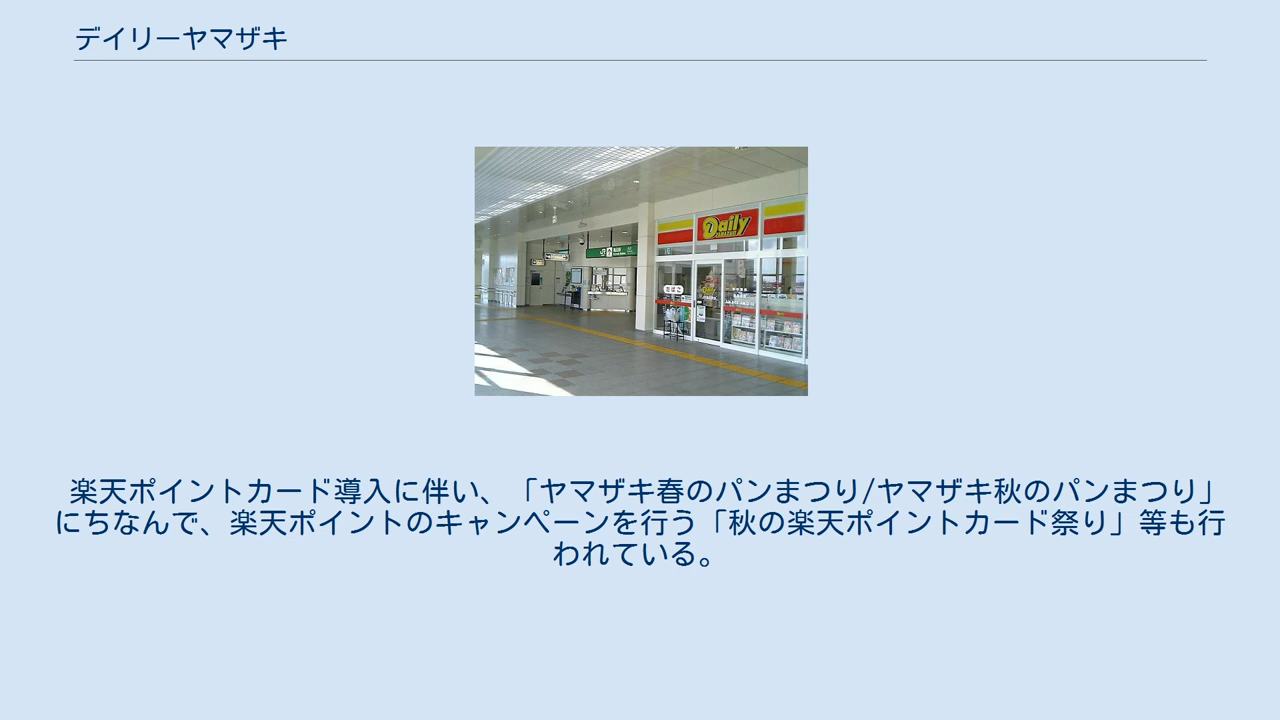 デイリーヤマザキ
Daily
YAMAZAKI
JR
たばこ
楽天ポイントカード導入に伴い、「ヤマザキ春のパンまつり/ヤマザキ秋のパンまつり」
にちなんで、楽天ポイントのキャンペーンを行う「秋の楽天ポイントカード祭り」等も行
われている。